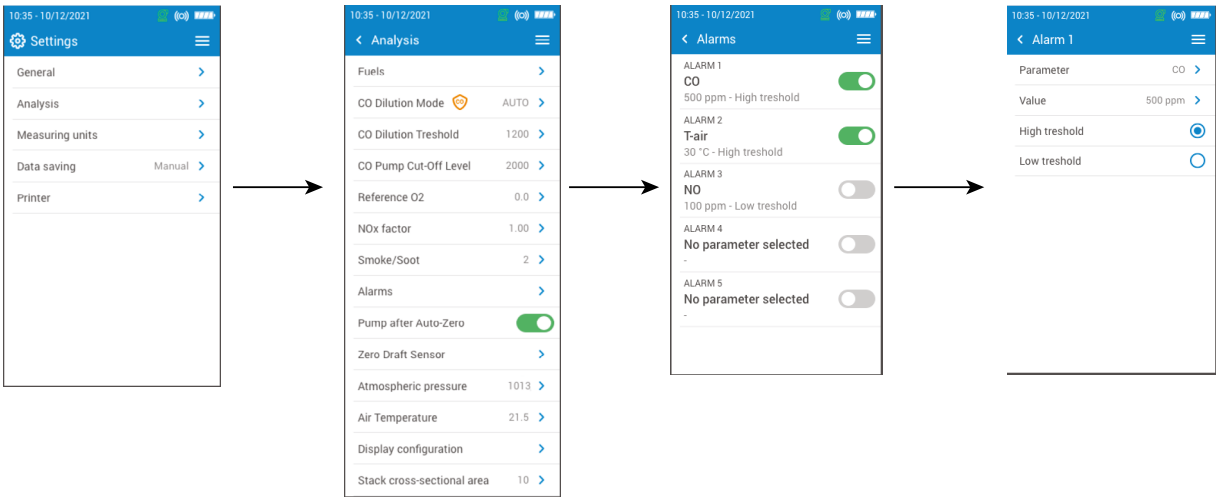 10:35 - 10/12/2021 ((o))
Settings
General
Analysis
Measuring units
Data saving Manual
Printer
10:35 - 10/12/2021 ((o))
Analysis
Fuels
CO Dilution Mode CO AUTO
CO Dilution Treshold 1200
CO Pump Cut-Off Level 2000
Reference O2 0.0
NOx factor 1.00
Smoke/Soot 2
Alarms
Pump after Auto-Zero
Zero Draft Sensor
Atmospheric pressure 1013
Air Temperature 21.5
Display configuration
Stack cross-sectional area 10
10:35 - 10/12/2021 ((o))
Alarms
ALARM 1
CO
500 ppm - High treshold
ALARM 2
T-air
30 °C - High treshold
ALARM 3
NO
100 ppm - Low treshold
ALARM 4
No parameter selected
-
ALARM 5
No parameter selected
-
10:35 - 10/12/2021 ((o))
Alarm 1
Parameter CO
Value 500 ppm
High treshold
Low treshold